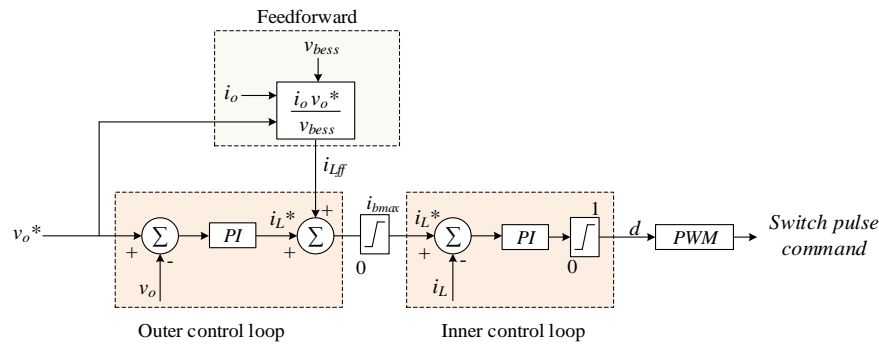 Feedforward
v_bess
i_o
i_o v_o*
v_bess
i_Lff
i_L*
+
i_bmax
i_L*
1
v_o*
Σ
PI
Σ
Σ
PI
d
PWM
Switch pulse
command
+
-
+
0
+
-
0
v_o
i_L
Outer control loop
Inner control loop